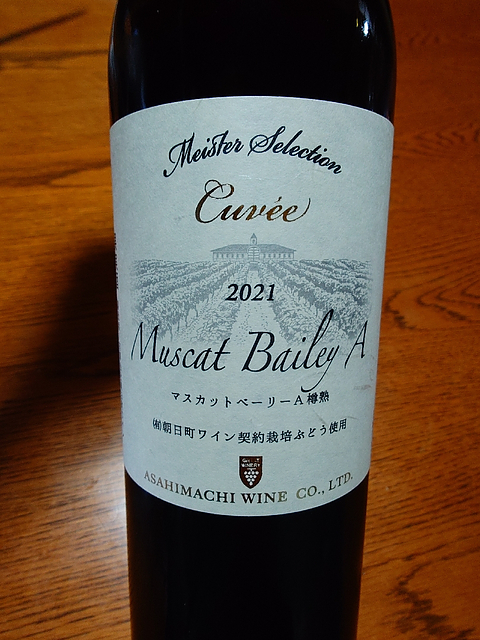 Meister Selection
Cuvée
2021
Muscat Bailey A
マスカットベーリーA樽熟
㈲朝日町ワイン契約栽培ぶどう使用
ASAHIMACHI WINE CO., LTD.